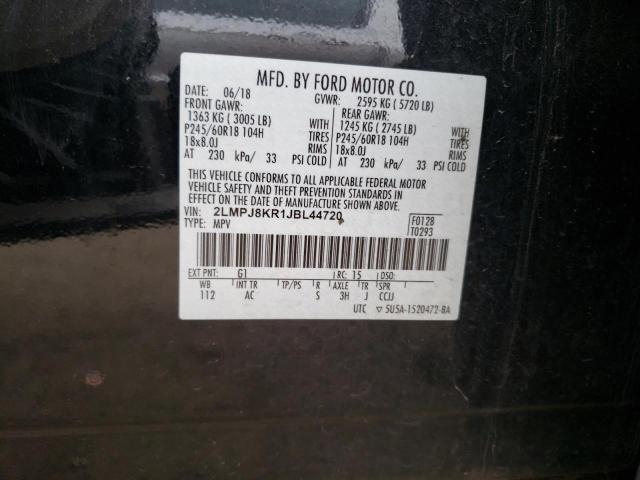 MFD. BY FORD MOTOR CO.
DATE: 06/18 GVWR: 2595 KG ( 5720 LB)
FRONT GAWR: REAR GAWR:
1363 KG ( 3005 LB) WITH 1245 KG ( 2745 LB) WITH
P245/60R18 104H TIRES P245/60R18 104H TIRES
18x8.0J RIMS 18x8.0J RIMS
AT 230 kPa/ 33 PSI COLD AT 230 kPa/ 33 PSI COLD
THIS VEHICLE CONFORMS TO ALL APPLICABLE FEDERAL MOTOR
VEHICLE SAFETY AND THEFT PREVENTION STANDARDS IN
EFFECT ON THE DATE OF MANUFACTURE SHOWN ABOVE.
VIN: 2LMPJ8KR1JBL44720 F0128
TYPE: MPV T0293
EXT PNT: G1 RC: 15 DSO:
WB INT TR TP/PS R AXLE TR SPR
112 AC S 3H J CCJJ
UTC ▽ 5U5A-1520472-BA